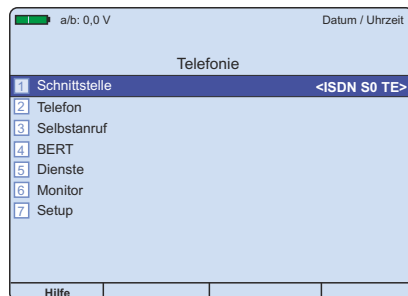 a/b: 0,0 V Datum / Uhrzeit
Telefonie
1 Schnittstelle <ISDN S0 TE>
2 Telefon
3 Selbstanruf
4 BERT
5 Dienste
6 Monitor
7 Setup
Hilfe